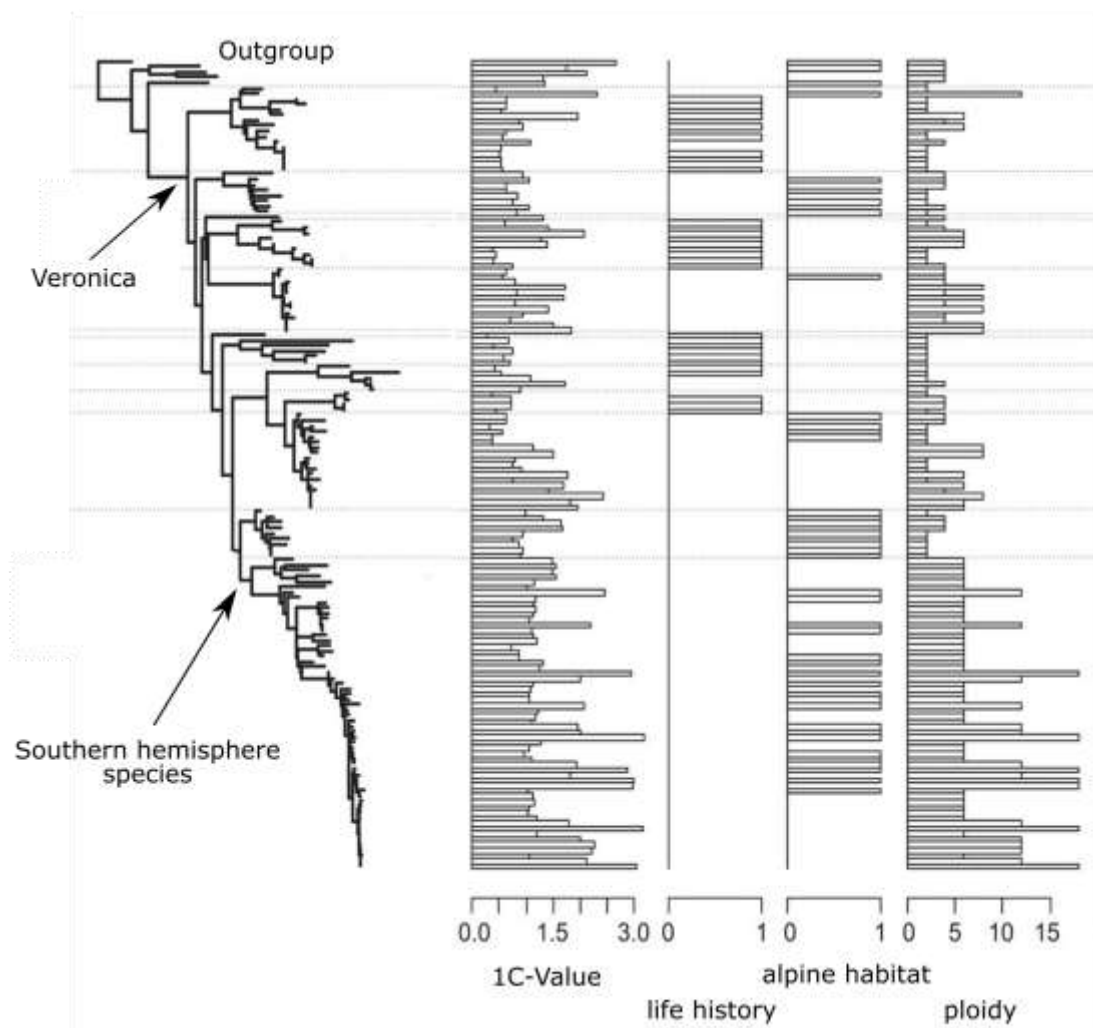 Outgroup
Veronica
Southern hemisphere
species
0.0 1.5 3.0
0 1
0 1
0 5 10 15
1C-Value
life history
alpine habitat
ploidy